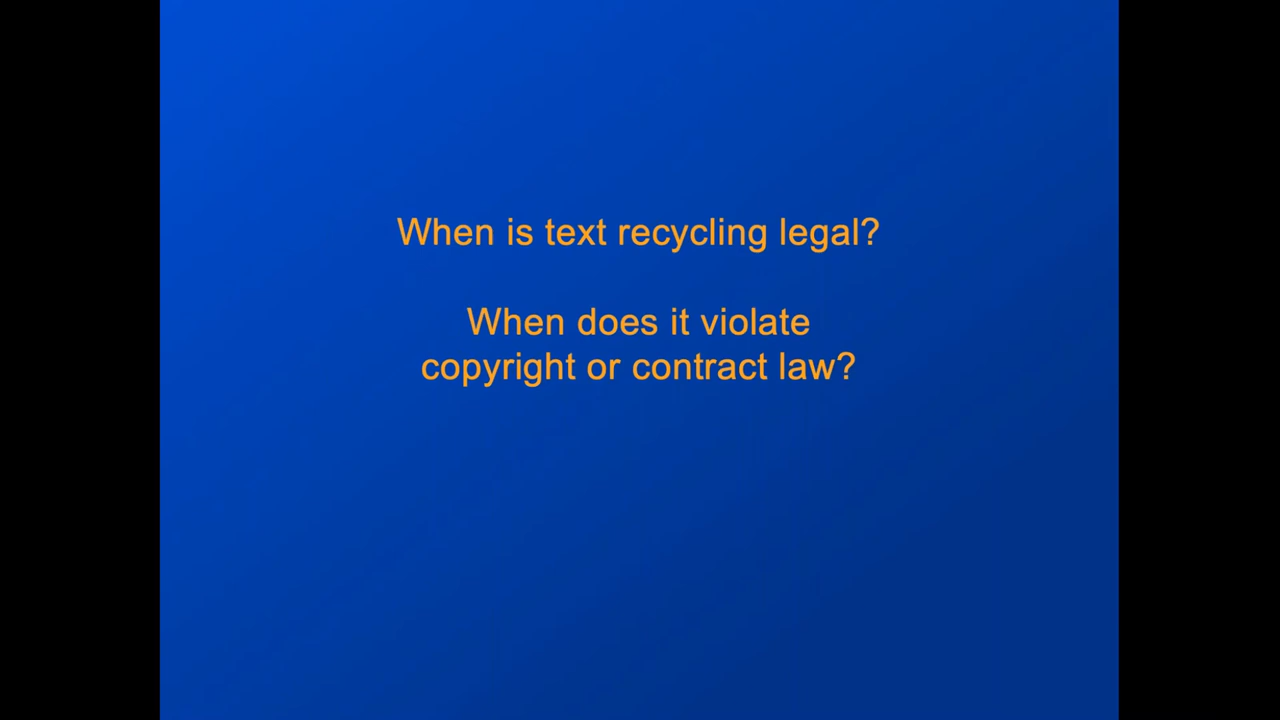 When is text recycling legal?
When does it violate
copyright or contract law?